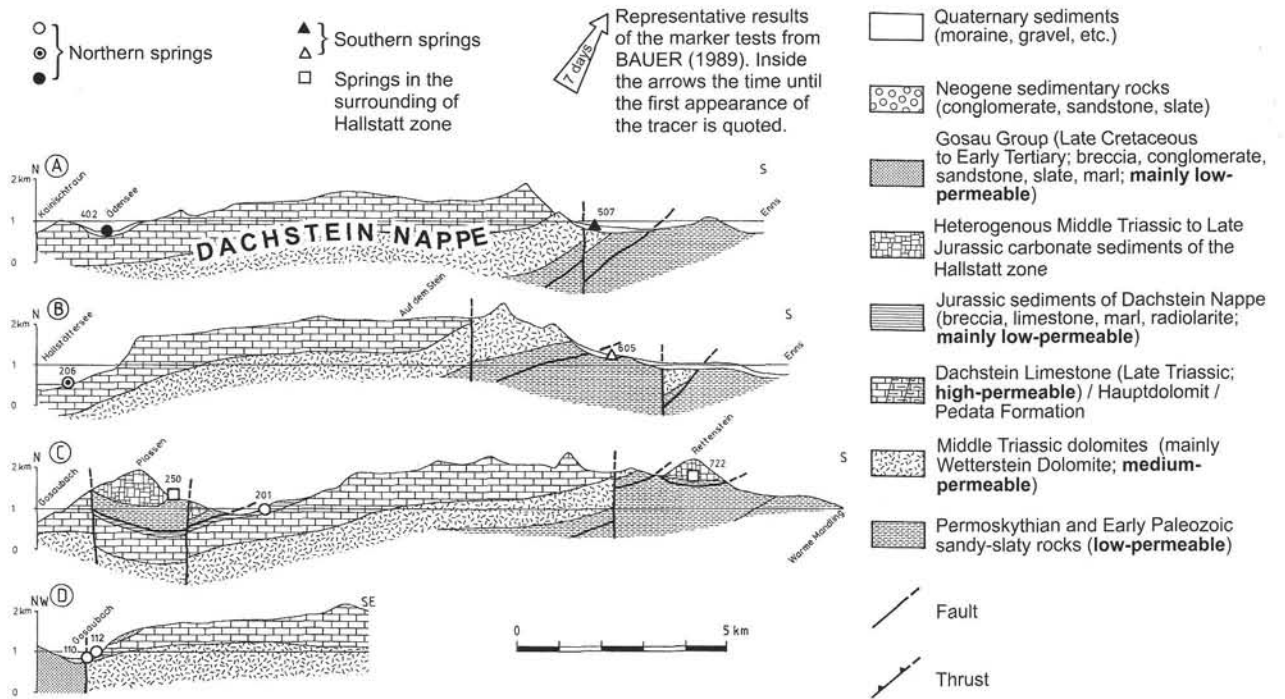 Northern springs
Southern springs
Springs in the
surrounding of
Hallstatt zone
7 days
Representative results
of the marker tests from
BAUER (1989). Inside
the arrows the time until
the first appearance of
the tracer is quoted.
Quaternary sediments
(moraine, gravel, etc.)
Neogene sedimentary rocks
(conglomerate, sandstone, slate)
Gosau Group (Late Cretaceous
to Early Tertiary; breccia, conglomerate,
sandstone, slate, marl; mainly low-
permeable)
Heterogenous Middle Triassic to Late
Jurassic carbonate sediments of the
Hallstatt zone
Jurassic sediments of Dachstein Nappe
(breccia, limestone, marl, radiolarite;
mainly low-permeable)
Dachstein Limestone (Late Triassic;
high-permeable) / Hauptdolomit /
Pedata Formation
Middle Triassic dolomites (mainly
Wetterstein Dolomite; medium-
permeable)
Permoskythian and Early Paleozoic
sandy-slaty rocks (low-permeable)
Fault
Thrust
A
N
S
2km
1
0
Kainischtraun
402
Ödensee
DACHSTEIN NAPPE
507
Enns
B
N
S
2km
1
0
Hallstättersee
206
Auf dem Stein
605
Enns
C
N
S
2km
1
0
Gosaubach
Plassen
250
201
Rettenstein
722
Warme Mandling
NW
D
SE
2km
1
0
Gosaubach
110
112
0
5 km